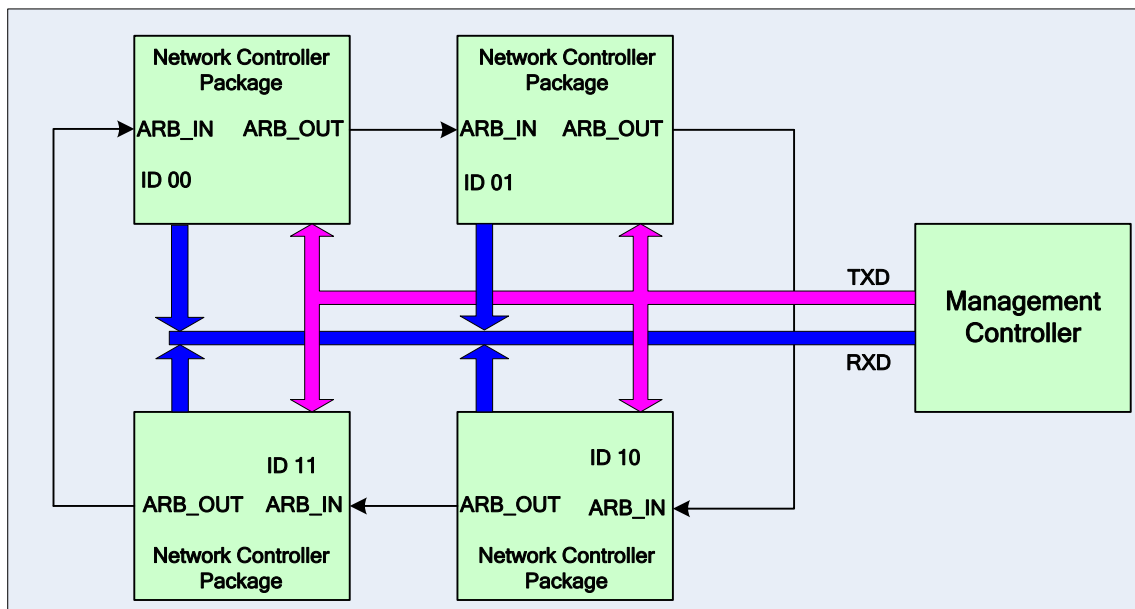 Network Controller
Package
ARB_IN
ARB_OUT
ID 00
Network Controller
Package
ARB_IN
ARB_OUT
ID 01
TXD
Management
Controller
RXD
ID 11
ARB_OUT
ARB_IN
Network Controller
Package
ID 10
ARB_OUT
ARB_IN
Network Controller
Package